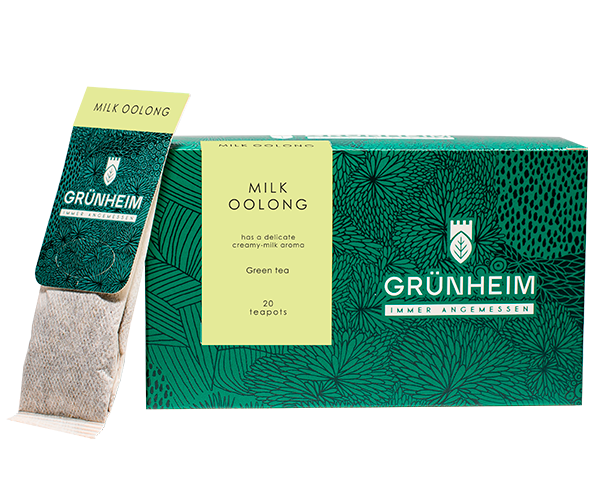 MILK OOLONG
GRÜNHEIM
IMMER ANGEMESSEN
MILK OOLONG
MILK
OOLONG
has a delicate
creamy-milk aroma
Green tea
20
teapots
GRÜNHEIM
IMMER ANGEMESSEN